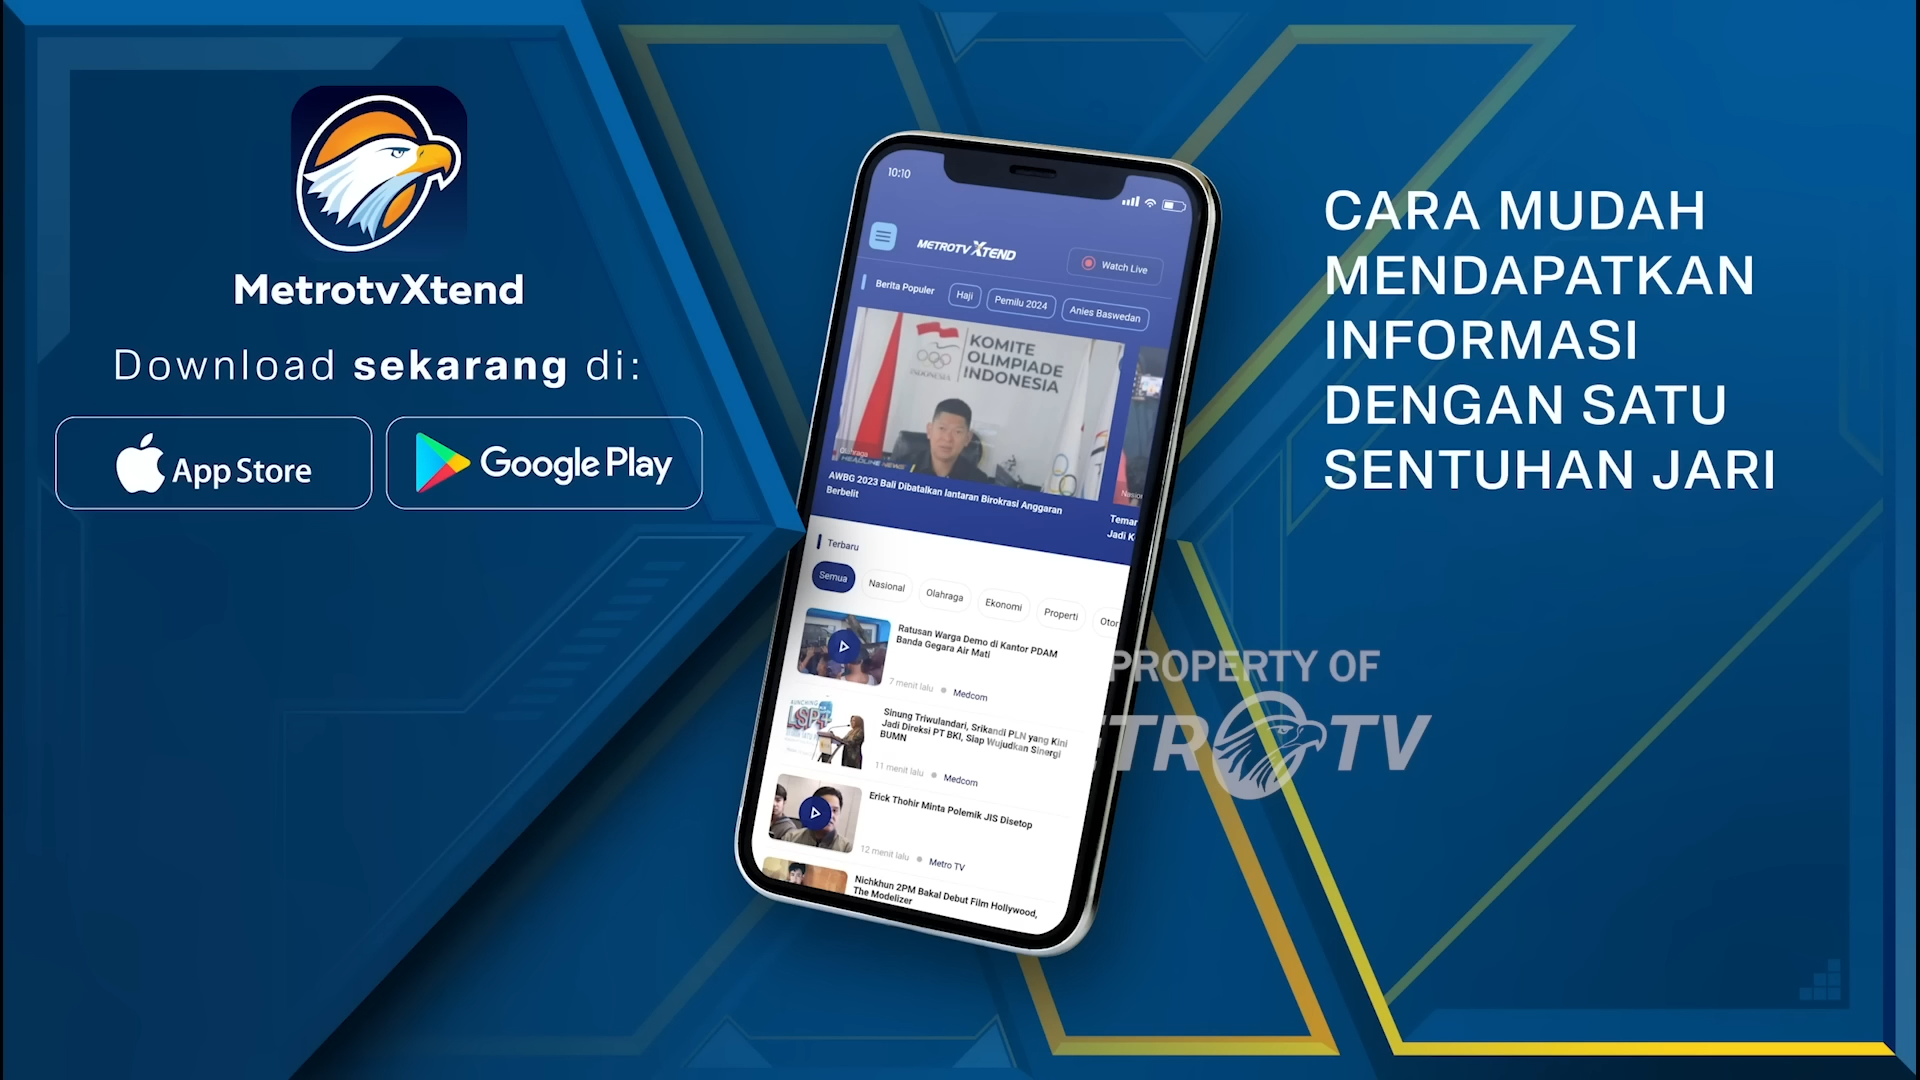 MetrotvXtend
Download sekarang di:
App Store
Google Play
10:10
METROTV XTEND
Watch Live
Berita Populer
Haji
Pemilu 2024
Anies Baswedan
KOMITE
OLIMPIADE
INDONESIA
INDONESIA
Olahraga
HEADLINE NEWS
AWBG 2023 Bali Dibatalkan lantaran Birokrasi Anggaran
Berbelit
Terbaru
Semua
Nasional
Olahraga
Ekonomi
Properti
Ratusan Warga Demo di Kantor PDAM
Banda Gegara Air Mati
7 menit lalu
Medcom
Sinung Triwulandari, Srikandi PLN yang Kini
Jadi Direksi PT BKI, Siap Wujudkan Sinergi
BUMN
11 menit lalu
Medcom
Erick Thohir Minta Polemik JIS Disetop
12 menit lalu
Metro TV
Nichkhun 2PM Bakal Debut Film Hollywood,
The Modelizer
CARA MUDAH
MENDAPATKAN
INFORMASI
DENGAN SATU
SENTUHAN JARI
PROPERTY OF
TV